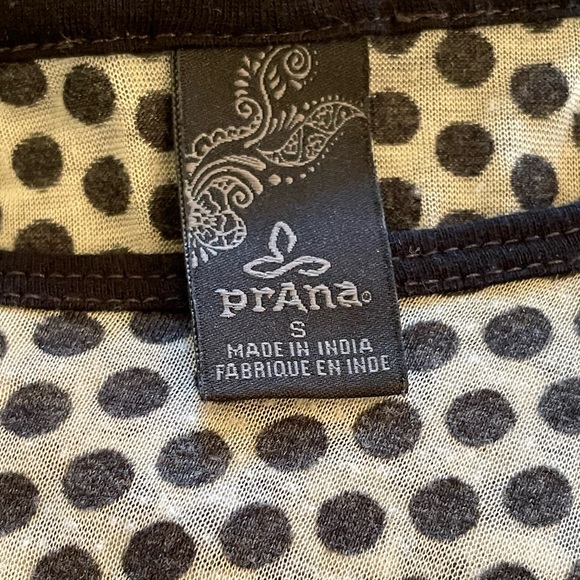 prAna
S
MADE IN INDIA
FABRIQUE EN INDE